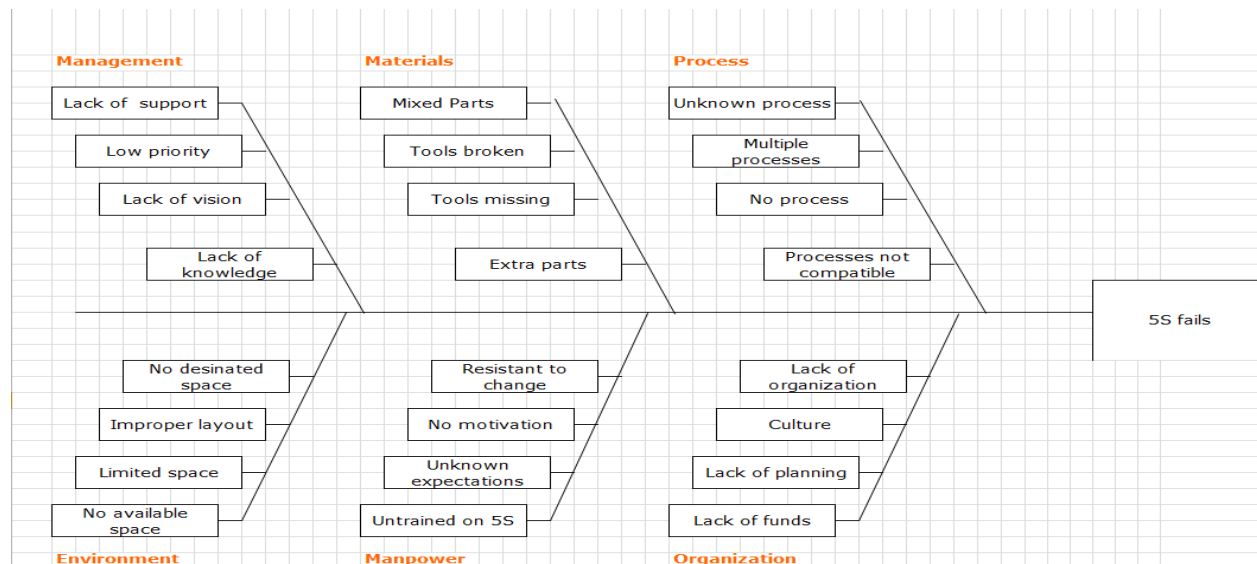 Management
Materials
Process
Lack of  support
Mixed Parts
Unknown process
Low priority
Tools broken
Multiple
processes
Lack of vision
Tools missing
No process
Lack of
knowledge
Extra parts
Processes not
compatible
5S fails
No desinated
space
Resistant to
change
Lack of
organization
Improper layout
No motivation
Culture
Limited space
Unknown
expectations
Lack of planning
No available
space
Untrained on 5S
Lack of funds
Environment
Manpower
Organization